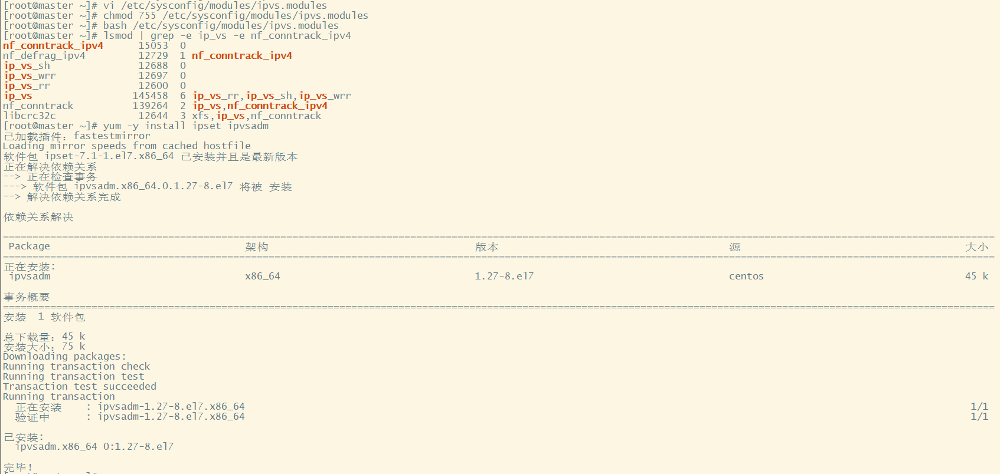 [root@master ~]# vi /etc/sysconfig/modules/ipvs.modules
[root@master ~]# chmod 755 /etc/sysconfig/modules/ipvs.modules
[root@master ~]# bash /etc/sysconfig/modules/ipvs.modules
[root@master ~]# lsmod | grep -e ip_vs -e nf_conntrack_ipv4
nf_conntrack_ipv4      15053  0
nf_defrag_ipv4         12729  1 nf_conntrack_ipv4
ip_vs_sh               12688  0
ip_vs_wrr              12697  0
ip_vs_rr               12600  0
ip_vs                 145458  6 ip_vs_rr,ip_vs_sh,ip_vs_wrr
nf_conntrack          139264  2 ip_vs,nf_conntrack_ipv4
libcrc32c              12644  3 xfs,ip_vs,nf_conntrack
[root@master ~]# yum -y install ipset ipvsadm
已加载插件：fastestmirror
Loading mirror speeds from cached hostfile
软件包 ipset-7.1-1.el7.x86_64 已安装并且是最新版本
正在解决依赖关系
--> 正在检查事务
---> 软件包 ipvsadm.x86_64.0.1.27-8.el7 将被 安装
--> 解决依赖关系完成
依赖关系解决
Package 架构 版本 源 大小
正在安装:
ipvsadm x86_64 1.27-8.el7 centos 45 k
事务概要
安装  1 软件包
总下载量：45 k
安装大小：75 k
Downloading packages:
Running transaction check
Running transaction test
Transaction test succeeded
Running transaction
正在安装    : ipvsadm-1.27-8.el7.x86_64 1/1
验证中      : ipvsadm-1.27-8.el7.x86_64 1/1
已安装:
ipvsadm.x86_64 0:1.27-8.el7
完毕！